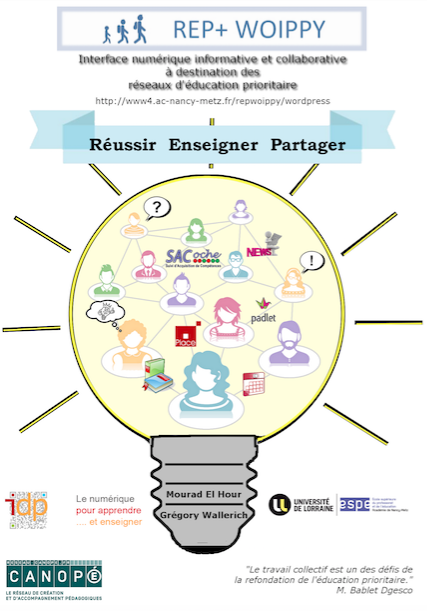 REP+ WOIPPY
Interface numérique informative et collaborative
à destination des
réseaux d'éducation prioritaire
http://www4.ac-nancy-metz.fr/repwoippy/wordpress
Réussir Enseigner Partager
?
SACoche
Suivi d'Acquisition de Compétences
NEWS
!
padlet
Place
Mourad El Hour
Grégory Wallerich
idp
Le numérique
pour apprendre
.... et enseigner
UNIVERSITÉ
DE LORRAINE
espe
CANOPÉ
LE RÉSEAU DE CRÉATION
ET D'ACCOMPAGNEMENT PÉDAGOGIQUES
"Le travail collectif est un des défis de
la refondation de l'éducation prioritaire."
M. Bablet Dgesco